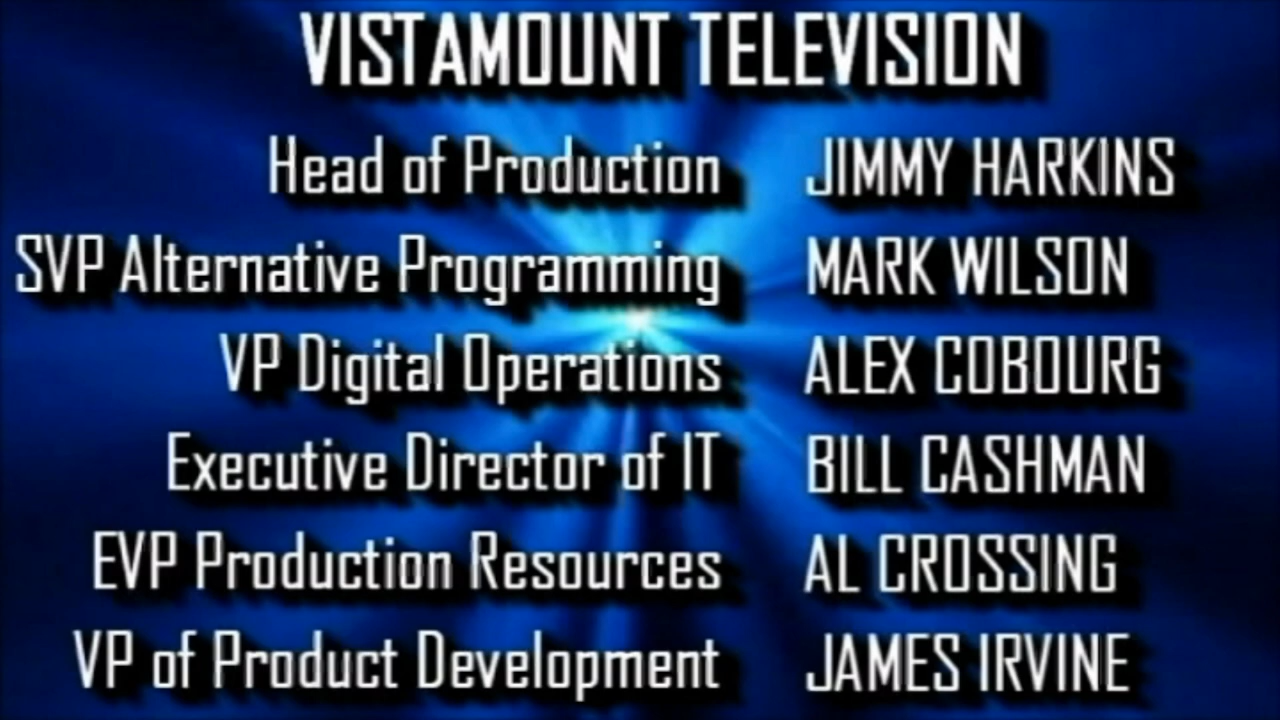 VISTAMOUNT TELEVISION
Head of Production JIMMY HARKINS
SVP Alternative Programming MARK WILSON
VP Digital Operations ALEX COBOURG
Executive Director of IT BILL CASHMAN
EVP Production Resources AL CROSSING
VP of Product Development JAMES IRVINE